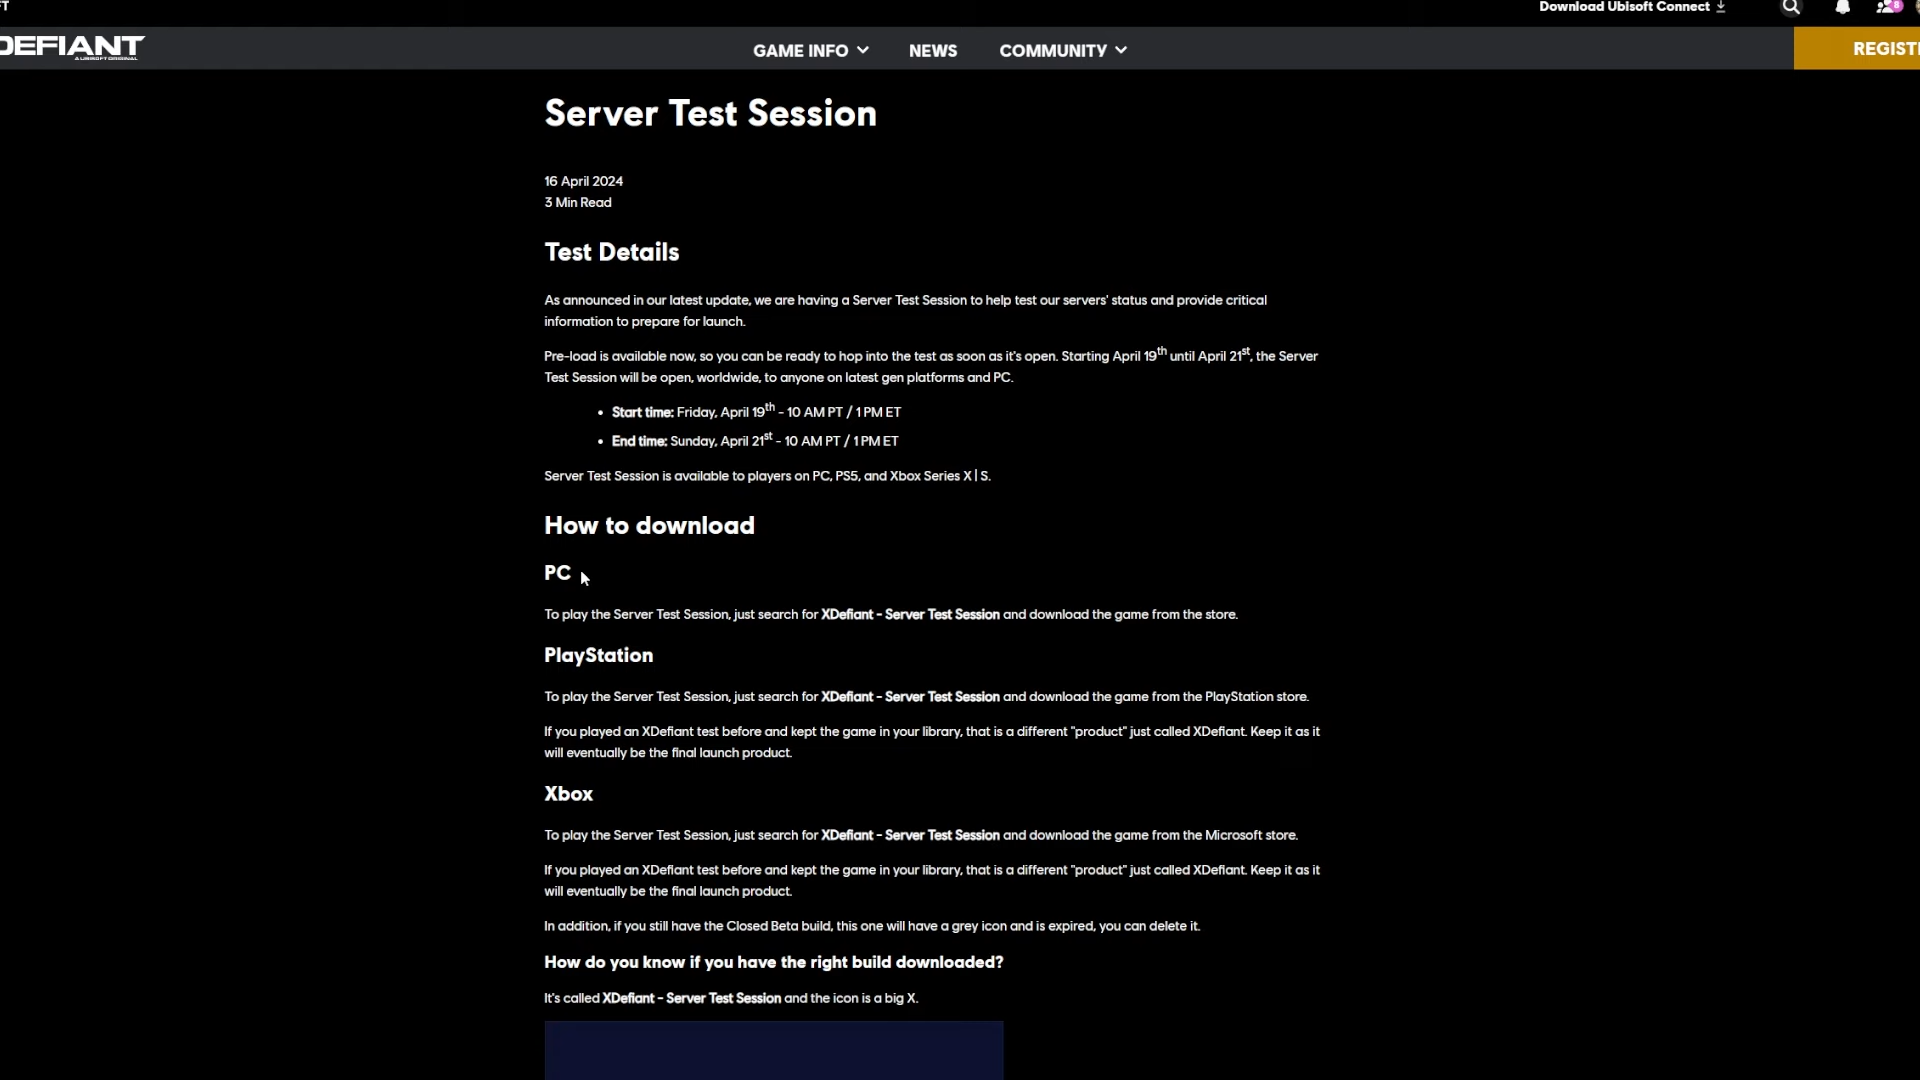 FT
Download Ubisoft Connect
8
DEFIANT
A UBISOFT ORIGINAL
GAME INFO
NEWS
COMMUNITY
REGISTE
Server Test Session
16 April 2024
3 Min Read
Test Details
As announced in our latest update, we are having a Server Test Session to help test our servers' status and provide critical
information to prepare for launch.
Pre-load is available now, so you can be ready to hop into the test as soon as it's open. Starting April 19th until April 21st, the Server
Test Session will be open, worldwide, to anyone on latest gen platforms and PC.
• Start time: Friday, April 19th - 10 AM PT / 1 PM ET
• End time: Sunday, April 21st - 10 AM PT / 1 PM ET
Server Test Session is available to players on PC, PS5, and Xbox Series X | S.
How to download
PC
To play the Server Test Session, just search for XDefiant - Server Test Session and download the game from the store.
PlayStation
To play the Server Test Session, just search for XDefiant - Server Test Session and download the game from the PlayStation store.
If you played an XDefiant test before and kept the game in your library, that is a different "product" just called XDefiant. Keep it as it
will eventually be the final launch product.
Xbox
To play the Server Test Session, just search for XDefiant - Server Test Session and download the game from the Microsoft store.
If you played an XDefiant test before and kept the game in your library, that is a different "product" just called XDefiant. Keep it as it
will eventually be the final launch product.
In addition, if you still have the Closed Beta build, this one will have a grey icon and is expired, you can delete it.
How do you know if you have the right build downloaded?
It's called XDefiant - Server Test Session and the icon is a big X.